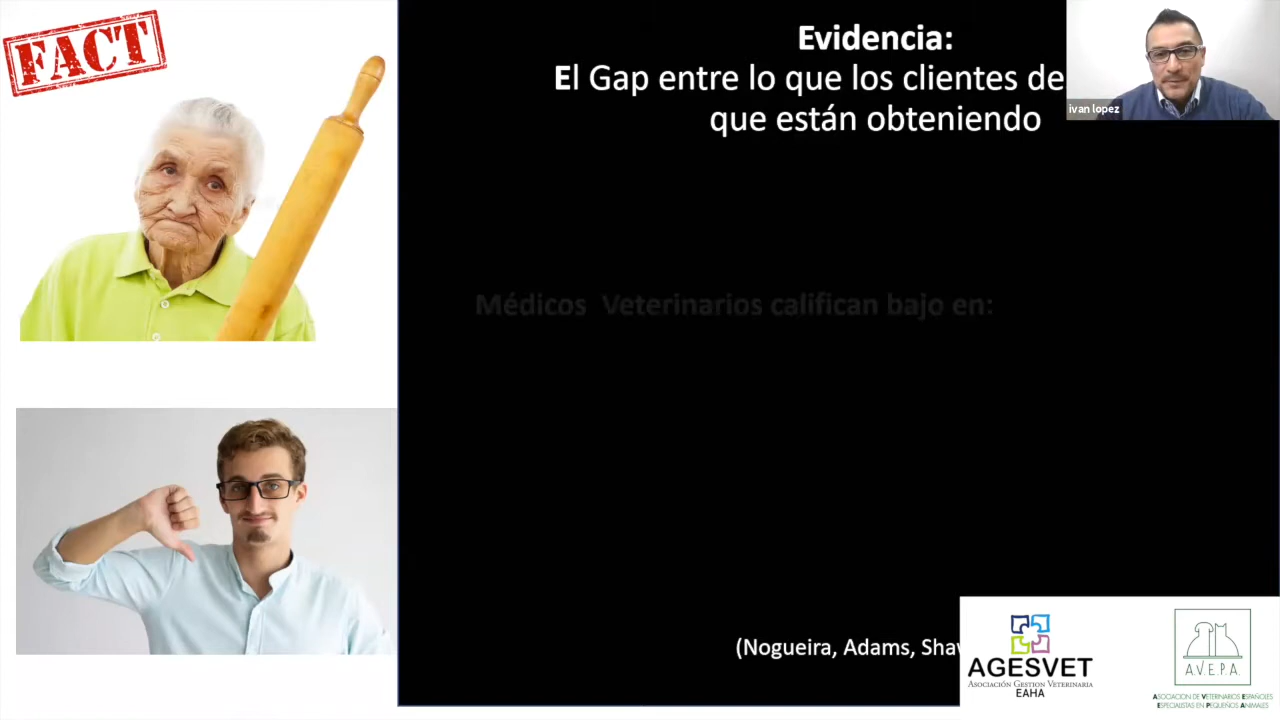 FACT
Evidencia:
El Gap entre lo que los clientes de
que están obteniendo
ivan lopez
Médicos Veterinarios califican bajo en:
(Nogueira, Adams, Shaw
AGESVET
ASOCIACIÓN GESTIÓN VETERINARIA
EAHA
A.V.E.P.A.
ASOCIACIÓN DE VETERINARIOS ESPAÑOLES
ESPECIALISTAS EN PEQUEÑOS ANIMALES